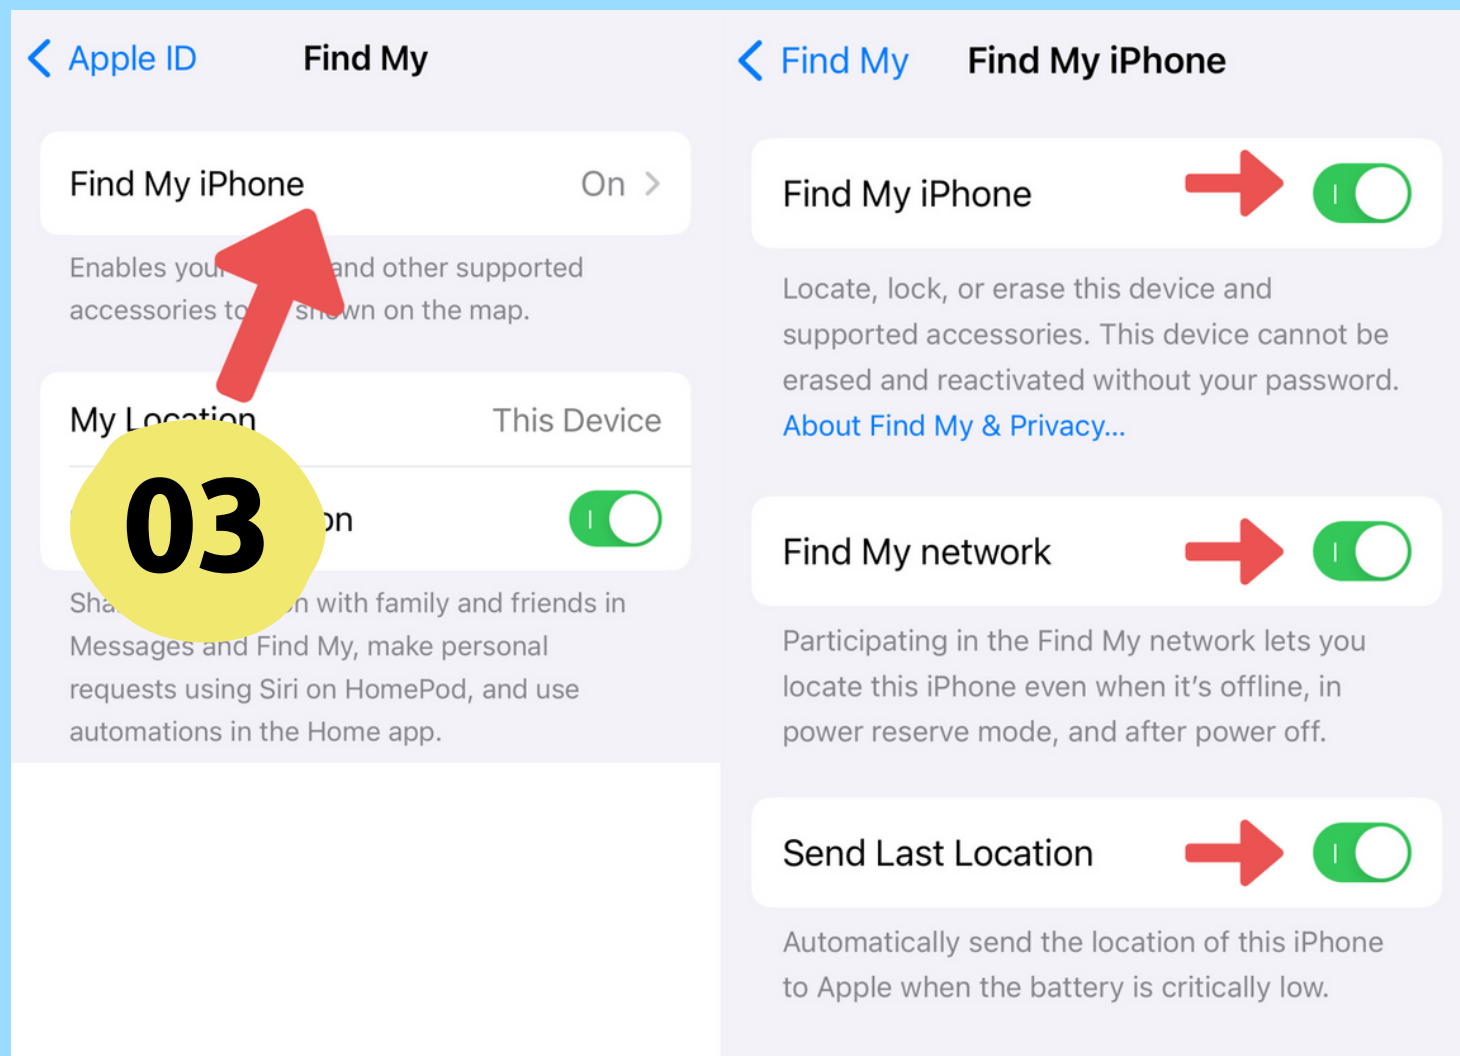 Apple ID
Find My
Find My iPhone
On
Enables your and other supported
accessories to shown on the map.
My Location
This Device
03
on
with family and friends in
Messages and Find My, make personal
requests using Siri on HomePod, and use
automations in the Home app.
Find My
Find My iPhone
Find My iPhone
Locate, lock, or erase this device and
supported accessories. This device cannot be
erased and reactivated without your password.
About Find My & Privacy...
Find My network
Participating in the Find My network lets you
locate this iPhone even when it's offline, in
power reserve mode, and after power off.
Send Last Location
Automatically send the location of this iPhone
to Apple when the battery is critically low.